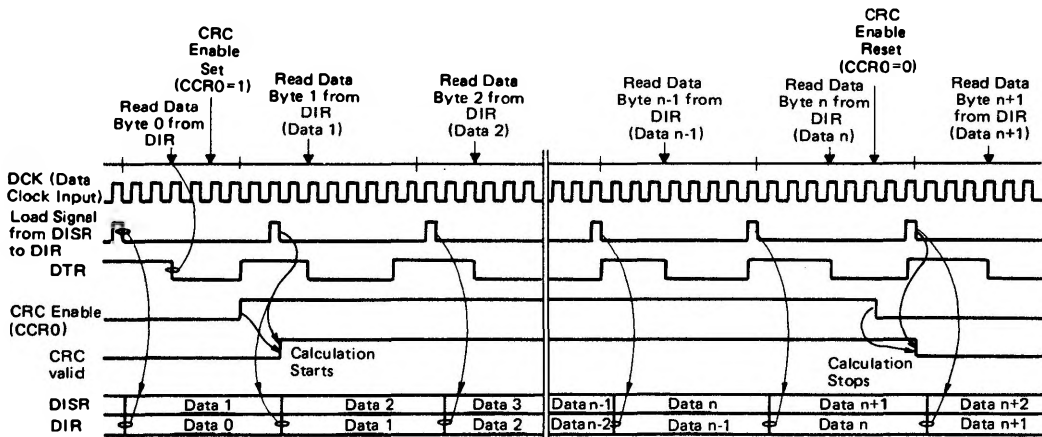 CRC
Enable
Set
(CCR0=1)
Read Data
Byte 0 from
DIR
Read Data
Byte 1 from
DIR
(Data 1)
Read Data
Byte 2 from
DIR
(Data 2)
Read Data
Byte n-1 from
DIR
(Data n-1)
CRC
Enable
Reset
(CCR0=0)
Read Data
Byte n from
DIR
(Data n)
Read Data
Byte n+1
from DIR
(Data n+1)
DCK (Data
Clock Input)
Load Signal
from DISR
to DIR
DTR
CRC Enable
(CCR0)
CRC
valid
Calculation
Starts
Calculation
Stops
DISR Data 1 Data 2 Data 3 Data n-1 Data n Data n+1 Data n+2
DIR Data 0 Data 1 Data 2 Data n-2 Data n-1 Data n Data n+1